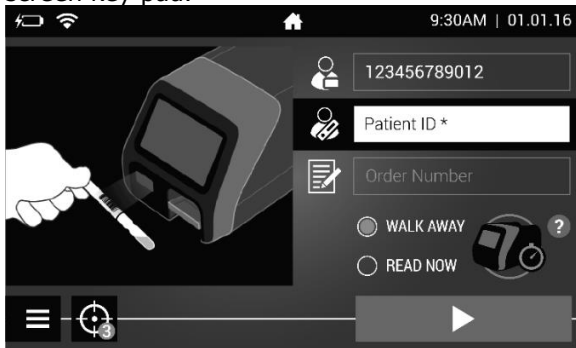 screen key pad.
9:30AM | 01.01.16
123456789012
Patient ID *
Order Number
WALK AWAY
?
READ NOW
3